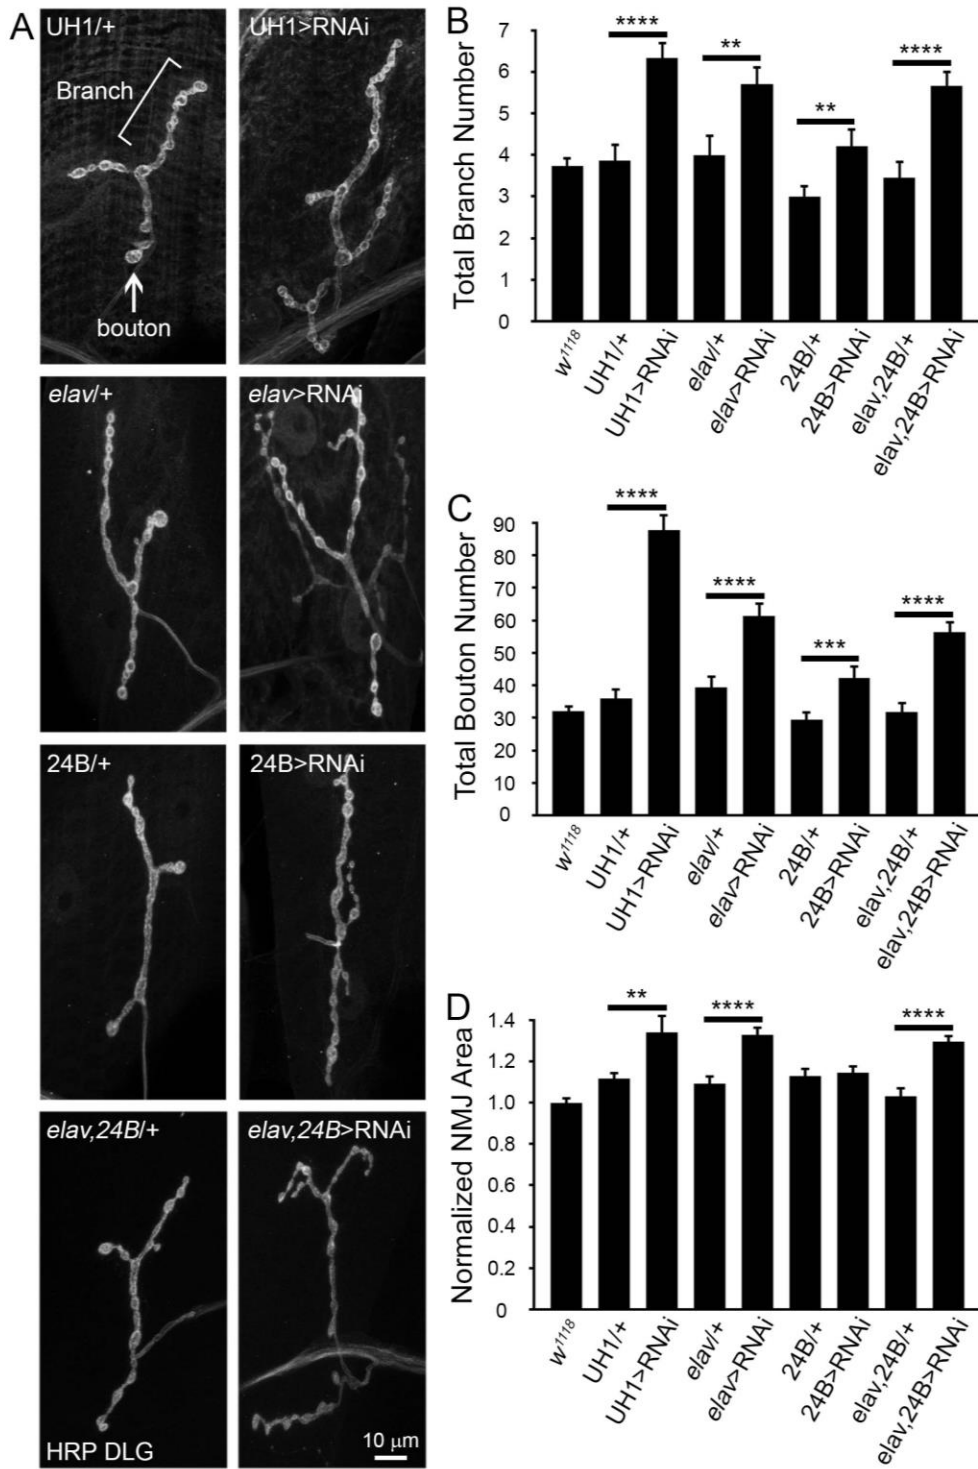 A
UH1/+
UH1>RNAi
Branch
bouton
elav/+
elav>RNAi
24B/+
24B>RNAi
elav,24B/+
elav,24B>RNAi
HRP DLG
10 µm
B
Total Branch Number
7
6
5
4
3
2
1
0
****
**
**
****
w1118
UH1/+
UH1>RNAi
elav/+
elav>RNAi
24B/+
24B>RNAi
elav,24B/+
elav,24B>RNAi
C
Total Bouton Number
90
80
70
60
50
40
30
20
10
0
****
****
***
****
w1118
UH1/+
UH1>RNAi
elav/+
elav>RNAi
24B/+
24B>RNAi
elav,24B/+
elav,24B>RNAi
D
Normalized NMJ Area
1.4
1.2
1.0
0.8
0.6
0.4
0.2
0
**
****
****
w1118
UH1/+
UH1>RNAi
elav/+
elav>RNAi
24B/+
24B>RNAi
elav,24B/+
elav,24B>RNAi